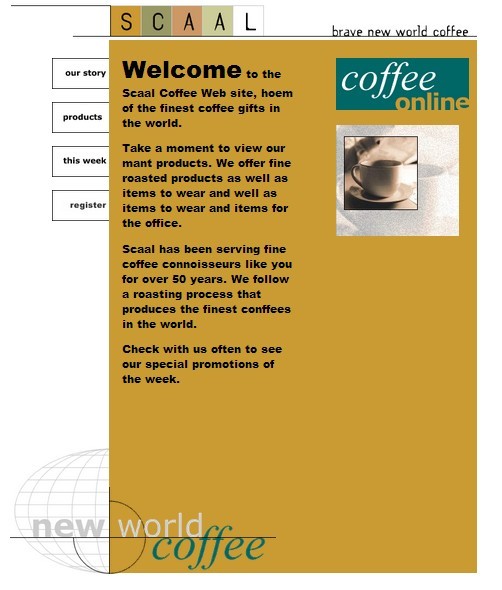 SCAAL
brave new world coffee
our story
products
this week
register
Welcome to the
Scaal Coffee Web site, hoem
of the finest coffee gifts in
the world.
Take a moment to view our
mant products. We offer fine
roasted products as well as
items to wear and well as
items to wear and items for
the office.
Scaal has been serving fine
coffee connoisseurs like you
for over 50 years. We follow
a roasting process that
produces the finest conffees
in the world.
Check with us often to see
our special promotions of
the week.
coffee
online
new world
coffee